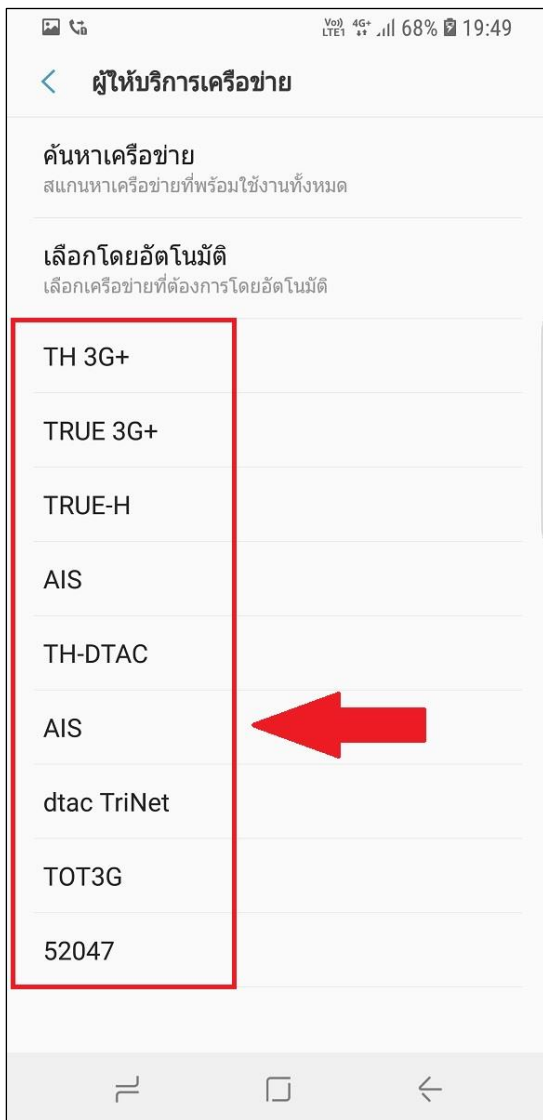 Vo)) LTE1 4G+ 68% 19:49
ผู้ให้บริการเครือข่าย
ค้นหาเครือข่าย
สแกนหาเครือข่ายที่พร้อมใช้งานทั้งหมด
เลือกโดยอัตโนมัติ
เลือกเครือข่ายที่ต้องการโดยอัตโนมัติ
TH 3G+
TRUE 3G+
TRUE-H
AIS
TH-DTAC
AIS
dtac TriNet
TOT3G
52047